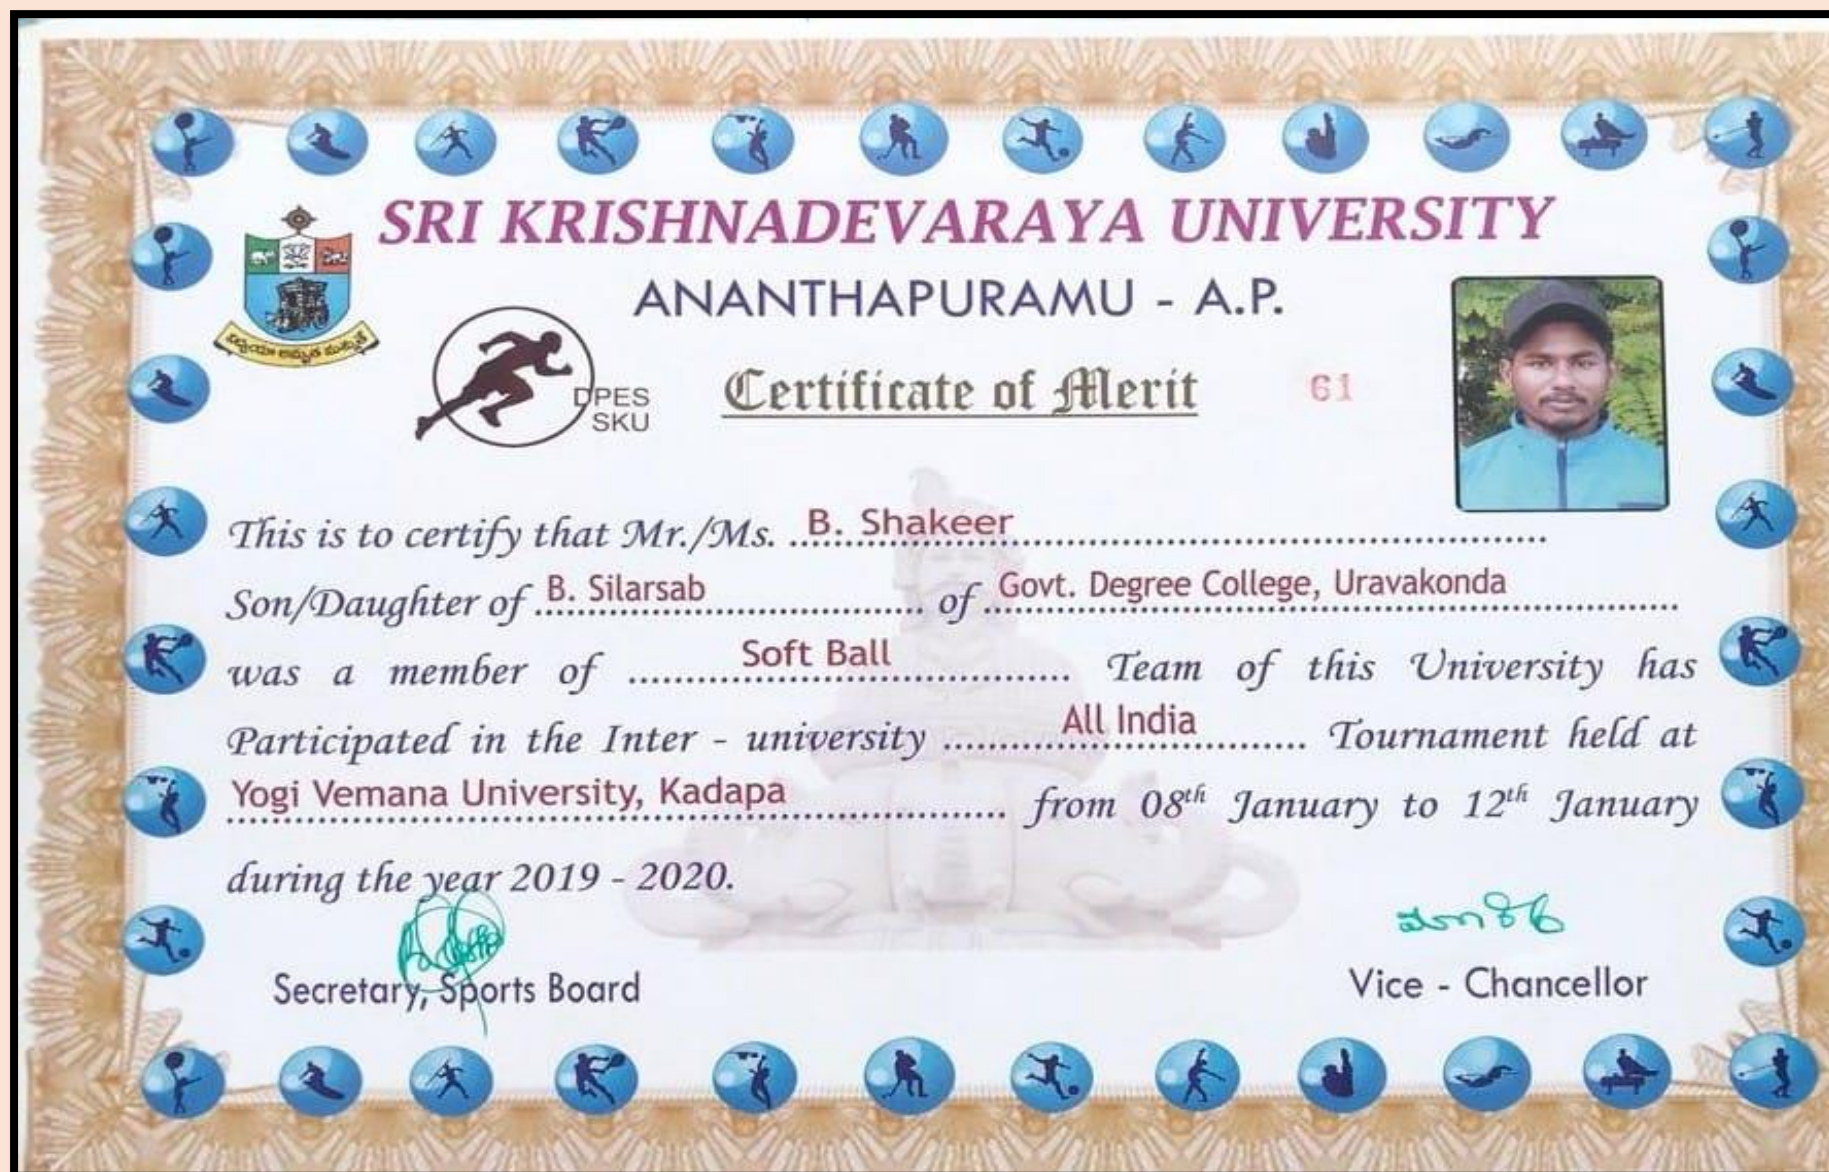 SRI KRISHNADEVARAYA UNIVERSITY
ANANTHAPURAMU - A.P.
DPES
SKU
Certificate of Merit
61
This is to certify that Mr./Ms. B. Shakeer
Son/Daughter of B. Silarsab of Govt. Degree College, Uravakonda
was a member of Soft Ball Team of this University has
Participated in the Inter - university All India Tournament held at
Yogi Vemana University, Kadapa from 08th January to 12th January
during the year 2019 - 2020.
Secretary, Sports Board
Vice - Chancellor